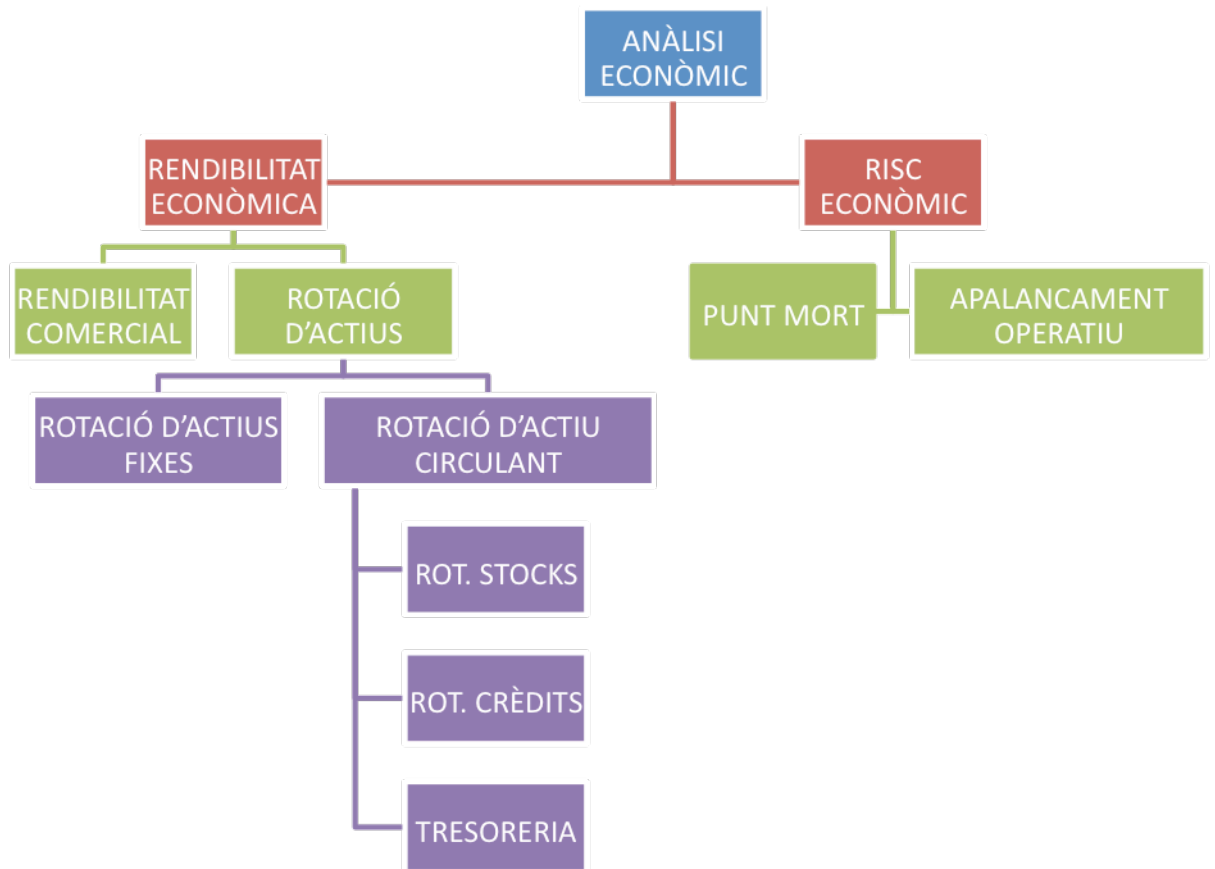 ANÀLISI
ECONÒMIC
RENDIBILITAT
ECONÒMICA
RISC
ECONÒMIC
RENDIBILITAT
COMERCIAL
ROTACIÓ
D’ACTIUS
PUNT MORT
APALANCAMENT
OPERATIU
ROTACIÓ D’ACTIUS
FIXES
ROTACIÓ D’ACTIU
CIRCULANT
ROT. STOCKS
ROT. CRÈDITS
TRESORERIA